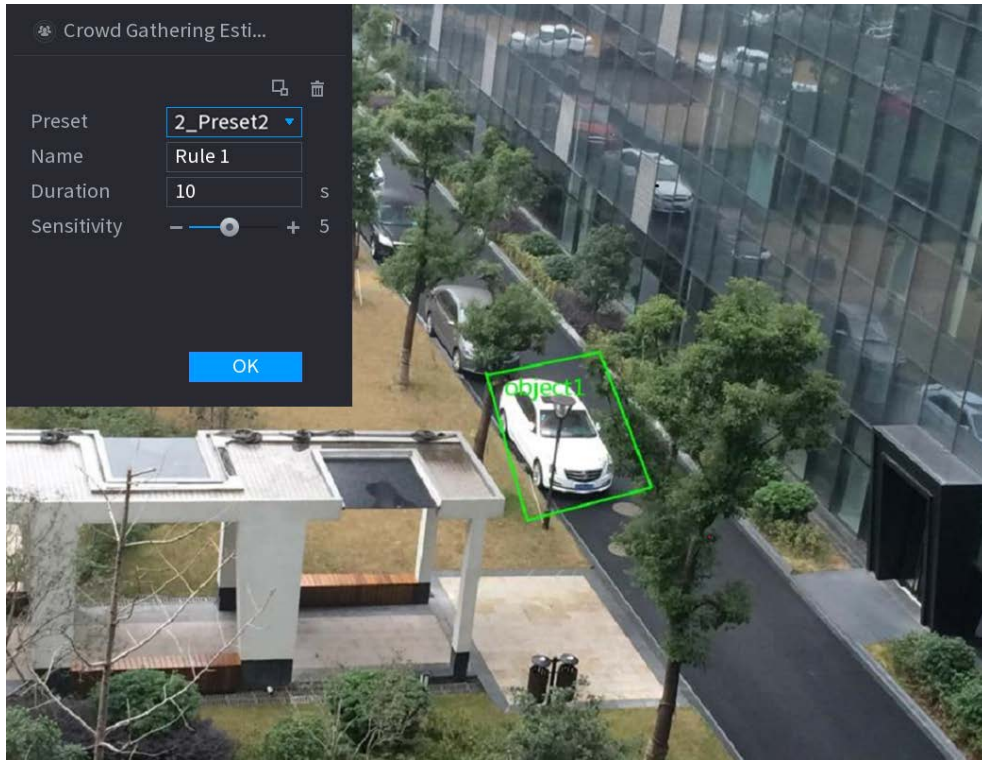 Crowd Gathering Esti...
Preset 2_Preset2
Name Rule 1
Duration 10 s
Sensitivity 5
OK
object1